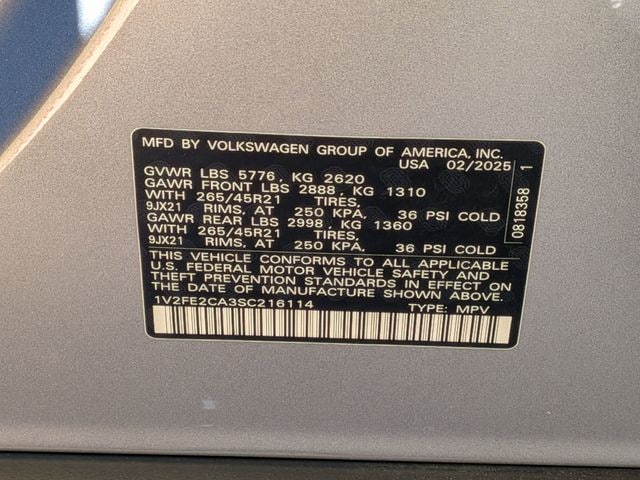 MFD BY VOLKSWAGEN GROUP OF AMERICA, INC.
USA 02/2025
GVWR LBS 5776, KG 2620
GAWR FRONT LBS 2888, KG 1310
WITH 265/45R21 TIRES,
9JX21 RIMS, AT 250 KPA, 36 PSI COLD
GAWR REAR LBS 2998, KG 1360
WITH 265/45R21 TIRES,
9JX21 RIMS, AT 250 KPA, 36 PSI COLD
THIS VEHICLE CONFORMS TO ALL APPLICABLE
U.S. FEDERAL MOTOR VEHICLE SAFETY AND
THEFT PREVENTION STANDARDS IN EFFECT ON
THE DATE OF MANUFACTURE SHOWN ABOVE.
1V2FE2CA3SC216114 TYPE: MPV
0818358 1